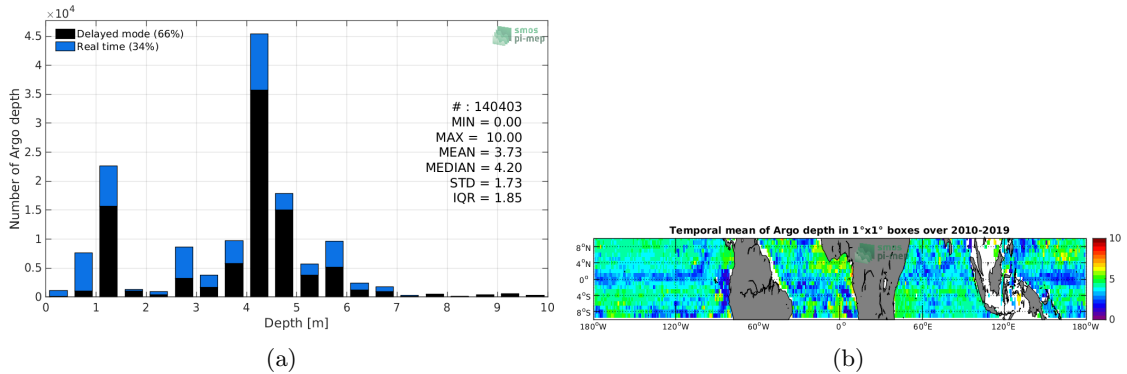 ×10⁴
4.5
4
3.5
3
2.5
2
1.5
1
0.5
0
Number of Argo depth
Delayed mode (66%)
Real time (34%)
smos
pi-mep
# : 140403
MIN = 0.00
MAX = 10.00
MEAN = 3.73
MEDIAN = 4.20
STD = 1.73
IQR = 1.85
0 1 2 3 4 5 6 7 8 9 10
Depth [m]
(a)
Temporal mean of Argo depth in 1°x1° boxes over 2010-2019
smos
pi-mep
8°N
4°N
0°
4°S
8°S
180°W 120°W 60°W 0° 60°E 120°E 180°W
10
5
0
(b)